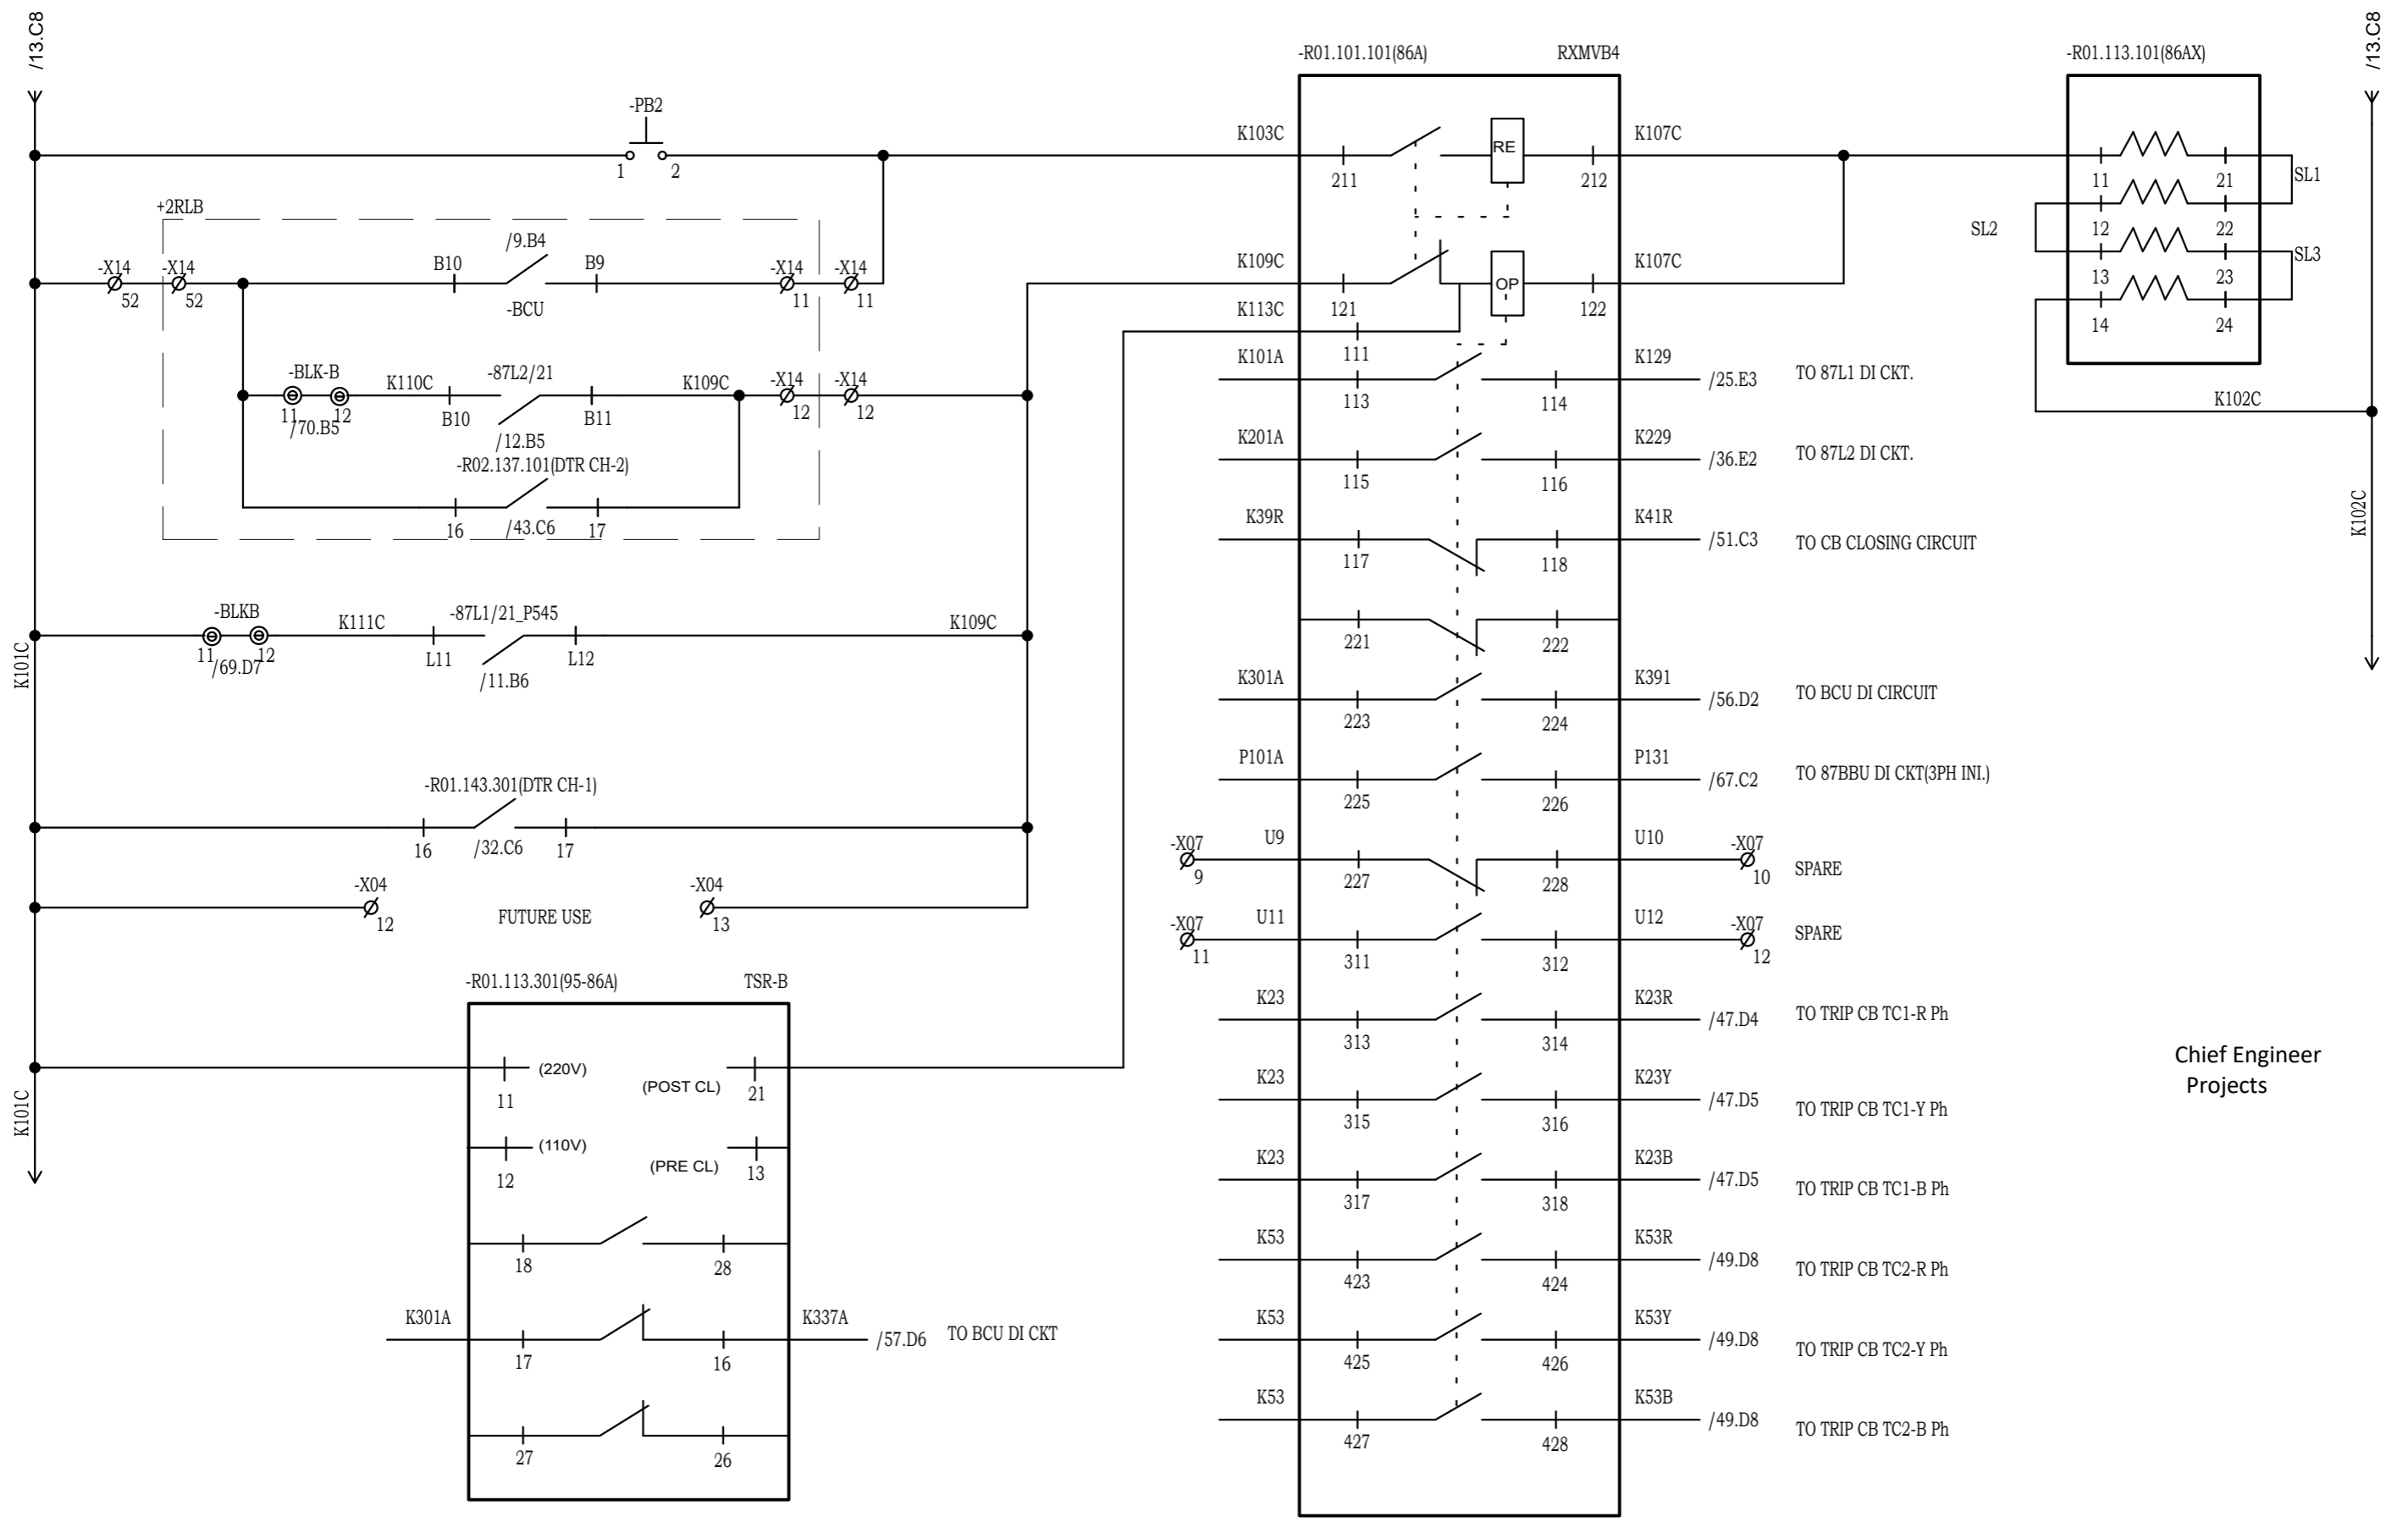 /13.C8
/13.C8
-R01.101.101(86A) RXMVB4
-R01.113.101(86AX)
-PB2
1 2
K103C
211
RE
212
K107C
11 21
SL1
12 22
SL2
13 23
SL3
14 24
K102C
K102C
+2RLB
-X14
52
-X14
52
B10
/9.B4
B9
-BCU
-X14
11
-X14
11
K109C
121
OP
122
K107C
K113C
111
-BLK-B
11 12
/70.B5
K110C
B10
-87L2/21
/12.B5
B11
K109C
-X14
12
-X14
12
-R02.137.101(DTR CH-2)
16
/43.C6
17
K101A
113
114
K129
/25.E3
TO 87L1 DI CKT.
K201A
115
116
K229
/36.E2
TO 87L2 DI CKT.
K39R
117
118
K41R
/51.C3
TO CB CLOSING CIRCUIT
221
222
K301A
223
224
K391
/56.D2
TO BCU DI CIRCUIT
P101A
225
226
P131
/67.C2
TO 87BBU DI CKT(3PH INI.)
-X07
9
U9
227
228
U10
-X07
10
SPARE
-X07
11
U11
311
312
U12
-X07
12
SPARE
K23
313
314
K23R
/47.D4
TO TRIP CB TC1-R Ph
K23
315
316
K23Y
/47.D5
TO TRIP CB TC1-Y Ph
K23
317
318
K23B
/47.D5
TO TRIP CB TC1-B Ph
K53
423
424
K53R
/49.D8
TO TRIP CB TC2-R Ph
K53
425
426
K53Y
/49.D8
TO TRIP CB TC2-Y Ph
K53
427
428
K53B
/49.D8
TO TRIP CB TC2-B Ph
K101C
-BLKB
11 12
/69.D7
K111C
L11
-87L1/21_P545
/11.B6
L12
K109C
-R01.143.301(DTR CH-1)
16
/32.C6
17
-X04
12
FUTURE USE
-X04
13
K101C
-R01.113.301(95-86A) TSR-B
11
(220V)
(POST CL)
21
12
(110V)
(PRE CL)
13
18
28
K301A
17
16
K337A
/57.D6
TO BCU DI CKT
27
26
Chief Engineer
Projects